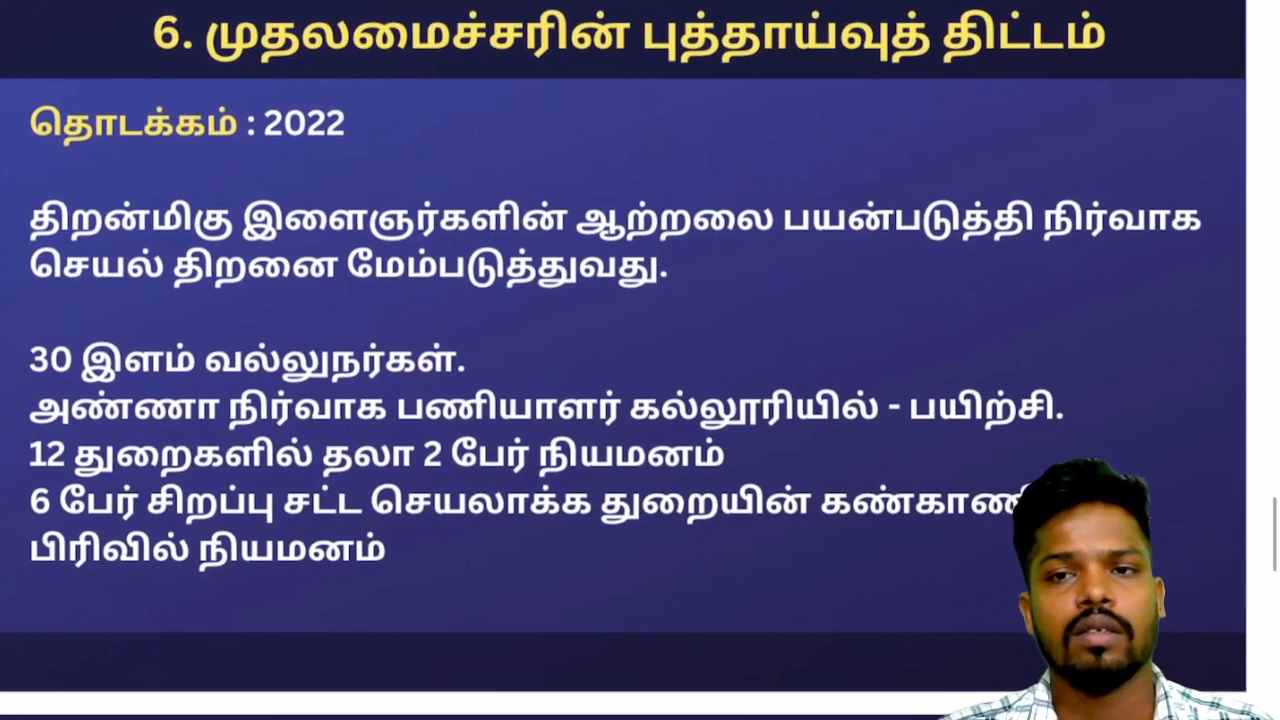 6. முதலமைச்சரின் புத்தாய்வுத் திட்டம்
தொடக்கம் : 2022
திறன்மிகு இளைஞர்களின் ஆற்றலை பயன்படுத்தி நிர்வாக
செயல் திறனை மேம்படுத்துவது.
30 இளம் வல்லுநர்கள்.
அண்ணா நிர்வாக பணியாளர் கல்லூரியில் - பயிற்சி.
12 துறைகளில் தலா 2 பேர் நியமனம்
6 பேர் சிறப்பு சட்ட செயலாக்க துறையின்
பிரிவில் நியமனம்